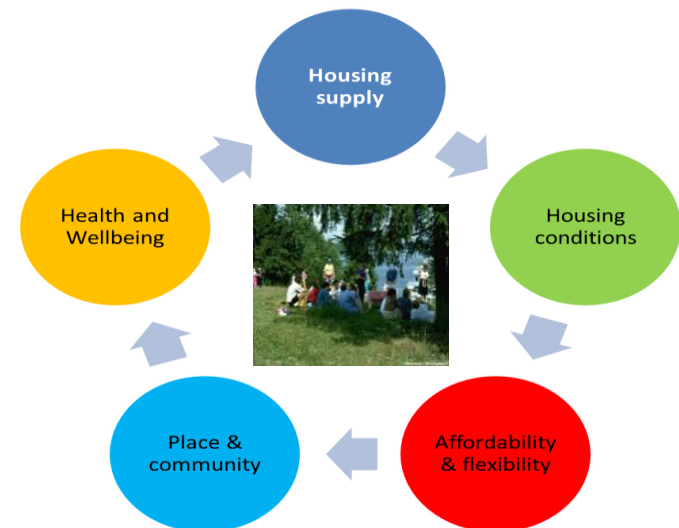 Housing
supply
Housing
conditions
Affordability
& flexibility
Place &
community
Health and
Wellbeing